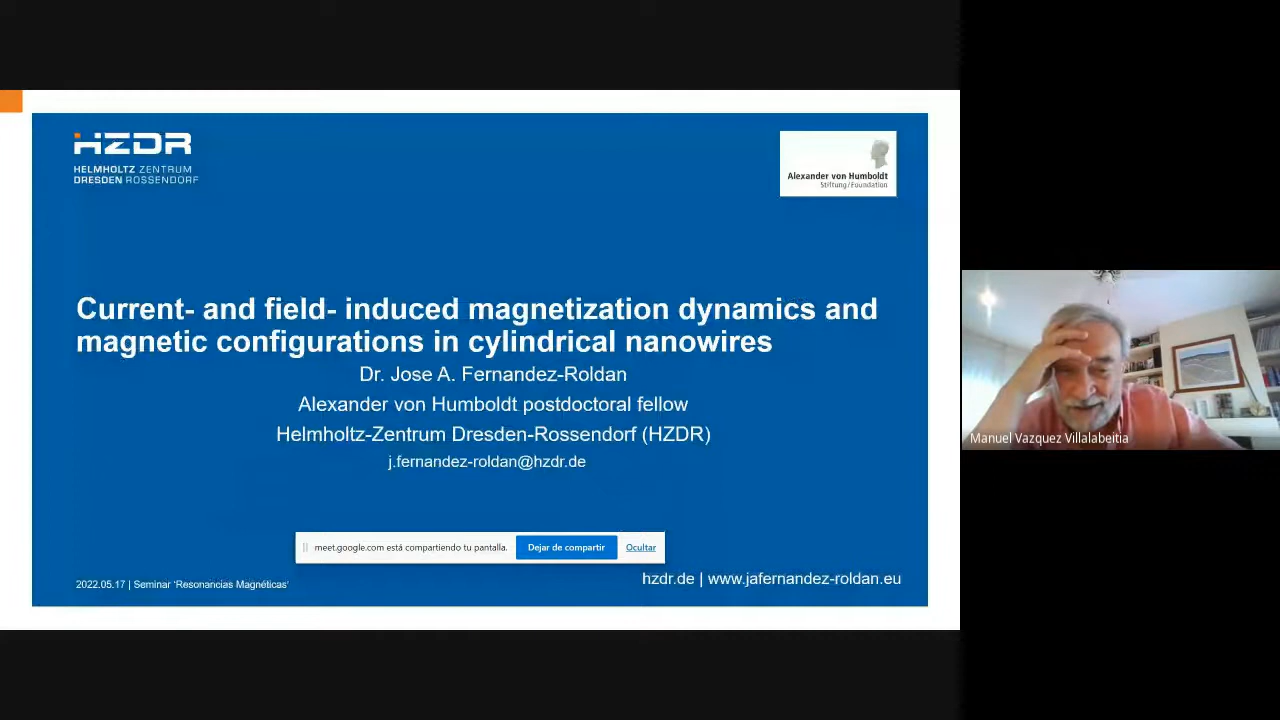 HZDR
HELMHOLTZ ZENTRUM
DRESDEN ROSSENDORF
Alexander von Humboldt
Stiftung/Foundation
Current- and field- induced magnetization dynamics and
magnetic configurations in cylindrical nanowires
Dr. Jose A. Fernandez-Roldan
Alexander von Humboldt postdoctoral fellow
Helmholtz-Zentrum Dresden-Rossendorf (HZDR)
j.fernandez-roldan@hzdr.de
Manuel Vazquez Villalabeitia
meet.google.com está compartiendo tu pantalla.
Dejar de compartir
Ocultar
2022.05.17 | Seminar 'Resonancias Magnéticas'
hzdr.de | www.jafernandez-roldan.eu